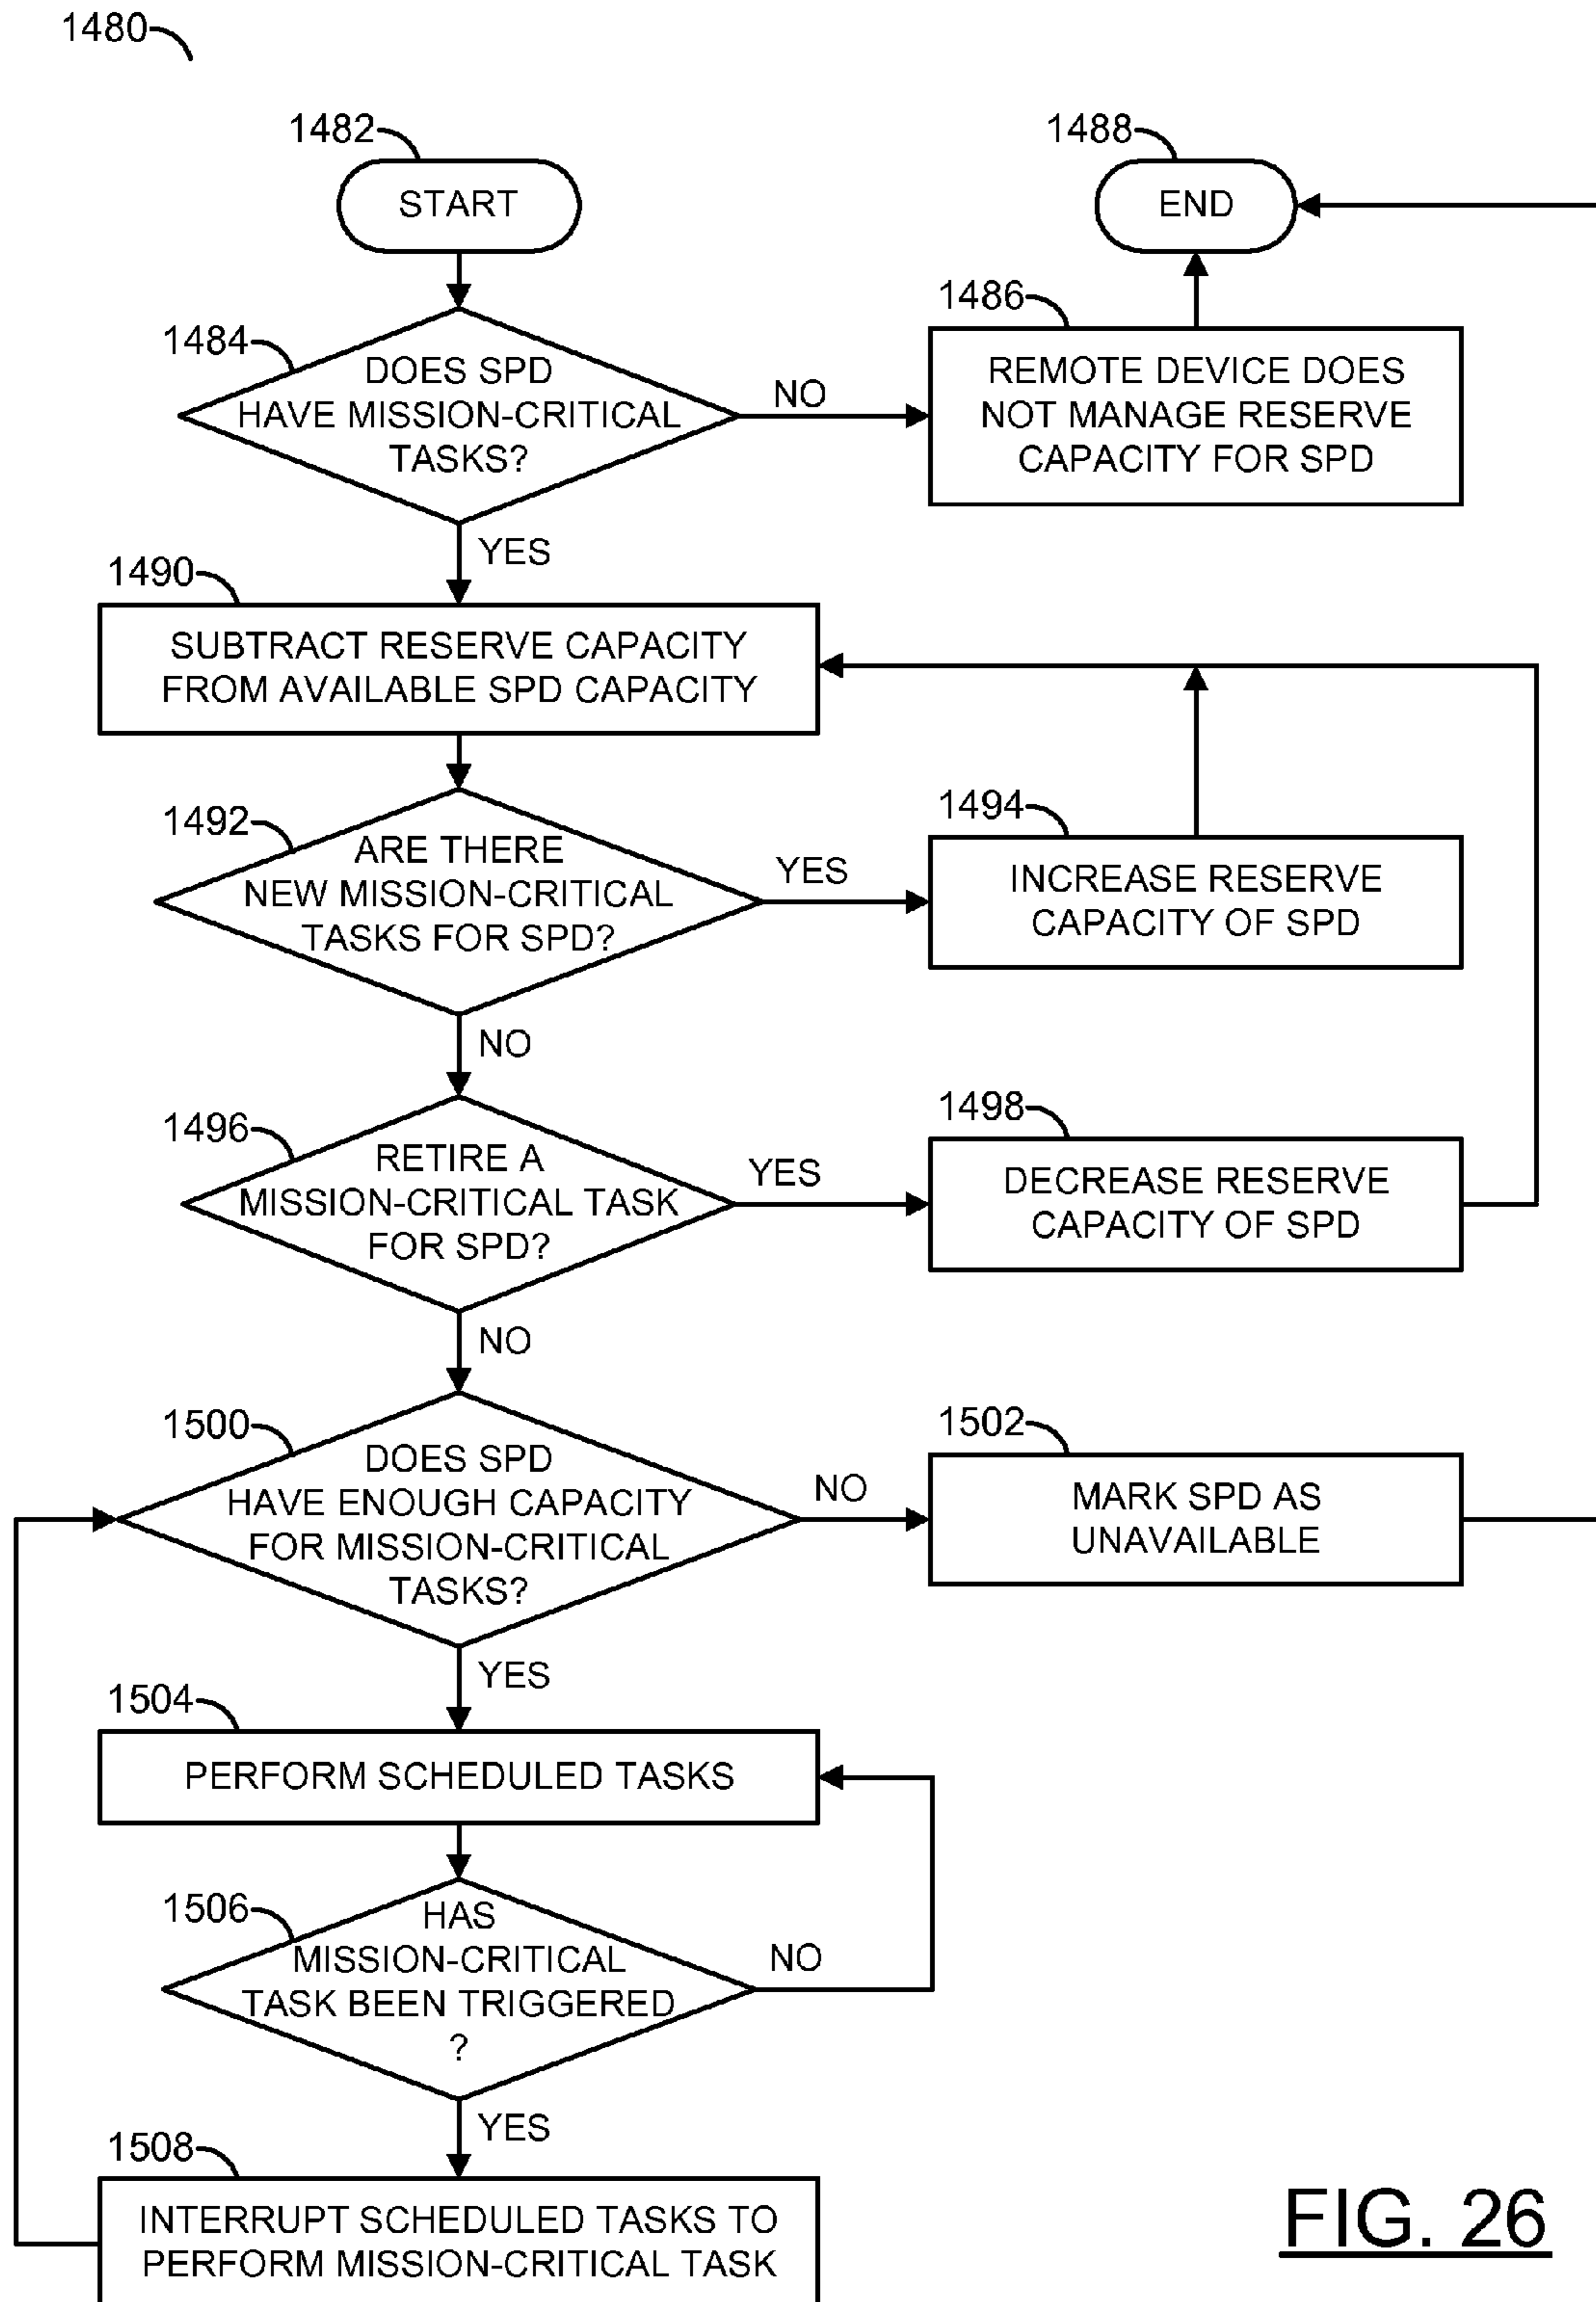 1480
1482
START
1488
END
1484
DOES SPD
HAVE MISSION-CRITICAL
TASKS?
NO
1486
REMOTE DEVICE DOES
NOT MANAGE RESERVE
CAPACITY FOR SPD
YES
1490
SUBTRACT RESERVE CAPACITY
FROM AVAILABLE SPD CAPACITY
1492
ARE THERE
NEW MISSION-CRITICAL
TASKS FOR SPD?
YES
1494
INCREASE RESERVE
CAPACITY OF SPD
NO
1496
RETIRE A
MISSION-CRITICAL TASK
FOR SPD?
YES
1498
DECREASE RESERVE
CAPACITY OF SPD
NO
1500
DOES SPD
HAVE ENOUGH CAPACITY
FOR MISSION-CRITICAL
TASKS?
NO
1502
MARK SPD AS
UNAVAILABLE
YES
1504
PERFORM SCHEDULED TASKS
1506
HAS
MISSION-CRITICAL
TASK BEEN TRIGGERED
?
NO
YES
1508
INTERRUPT SCHEDULED TASKS TO
PERFORM MISSION-CRITICAL TASK
FIG. 26